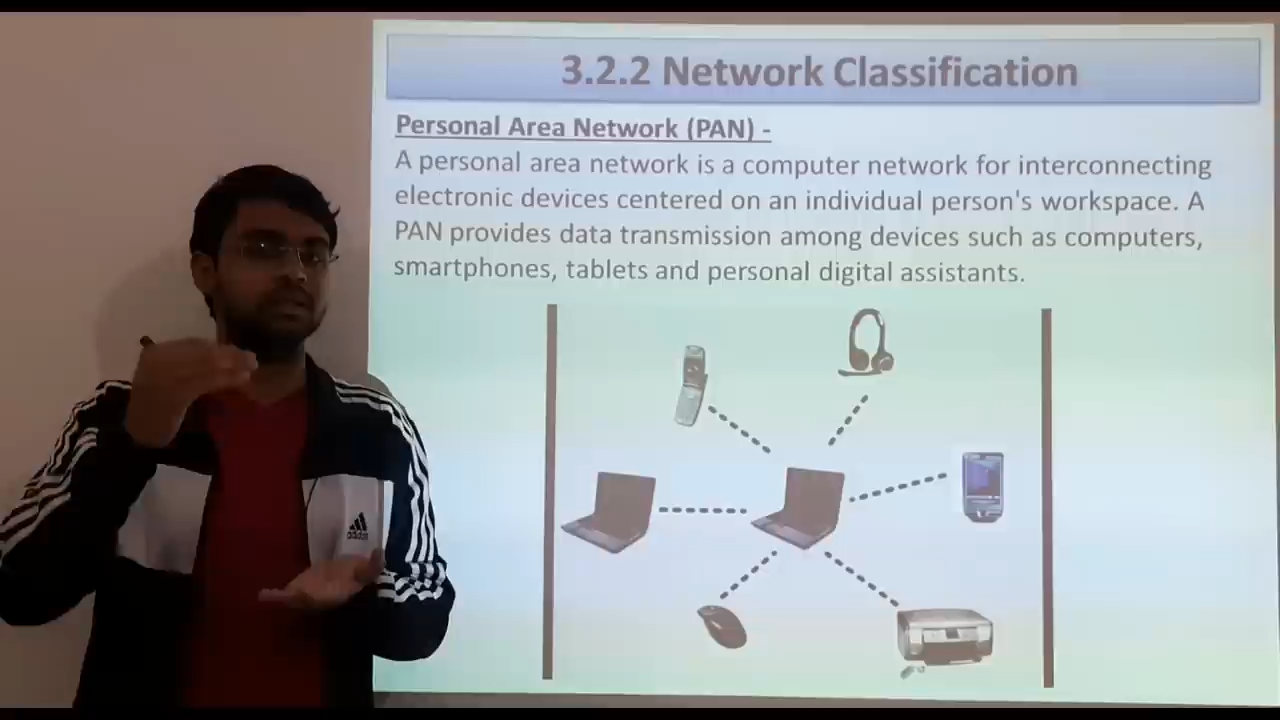 3.2.2 Network Classification
Personal Area Network (PAN) -
A personal area network is a computer network for interconnecting
electronic devices centered on an individual person's workspace. A
PAN provides data transmission among devices such as computers,
smartphones, tablets and personal digital assistants.
adidas